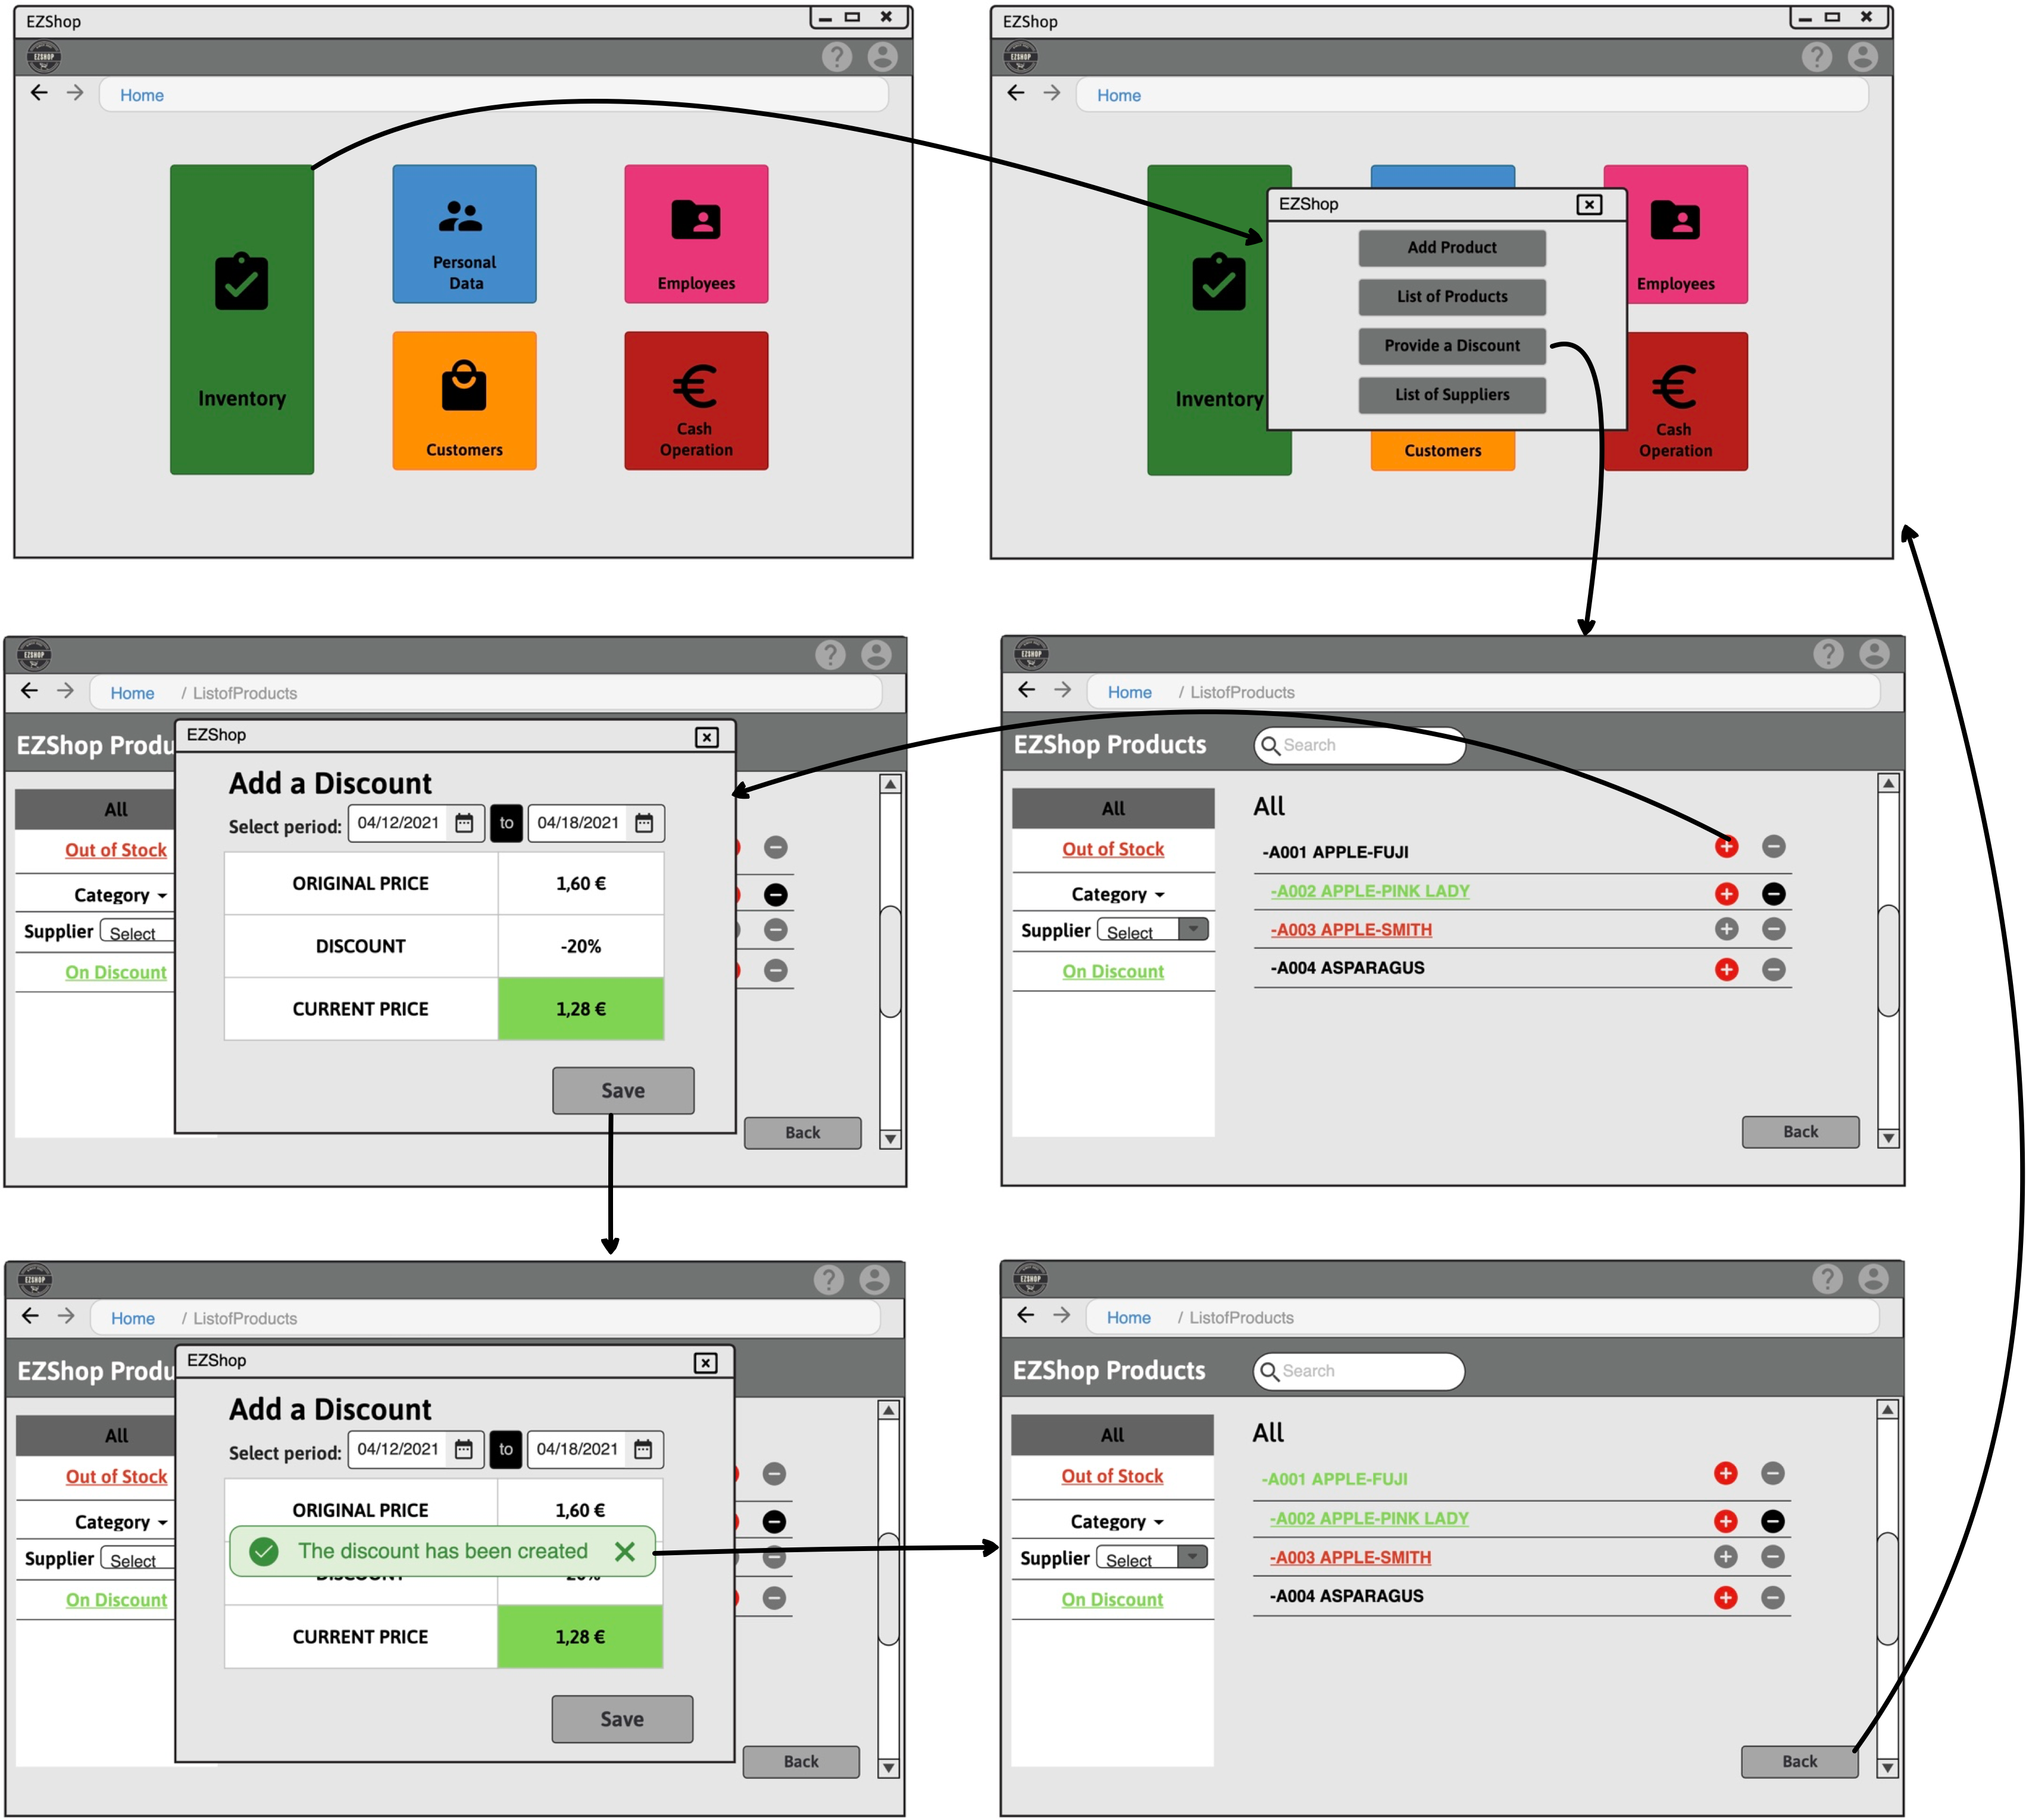 EZShop
EZSHOP
Home
Inventory
Personal
Data
Employees
Customers
Cash
Operation
EZShop
EZSHOP
Home
Inventory
Employees
Customers
Cash
Operation
EZShop
Add Product
List of Products
Provide a Discount
List of Suppliers
EZSHOP
Home / ListofProducts
EZShop Produ
All
Out of Stock
Category
Supplier Select
On Discount
EZShop
Add a Discount
Select period: 04/12/2021 to 04/18/2021
ORIGINAL PRICE 1,60 €
DISCOUNT -20%
CURRENT PRICE 1,28 €
Save
Back
EZSHOP
Home / ListofProducts
EZShop Products Search
All
Out of Stock
Category
Supplier Select
On Discount
All
-A001 APPLE-FUJI
-A002 APPLE-PINK LADY
-A003 APPLE-SMITH
-A004 ASPARAGUS
Back
EZSHOP
Home / ListofProducts
EZShop Produ
All
Out of Stock
Category
Supplier Select
On Discount
EZShop
Add a Discount
Select period: 04/12/2021 to 04/18/2021
ORIGINAL PRICE 1,60 €
The discount has been created
DISCOUNT -20%
CURRENT PRICE 1,28 €
Save
Back
EZSHOP
Home / ListofProducts
EZShop Products Search
All
Out of Stock
Category
Supplier Select
On Discount
All
-A001 APPLE-FUJI
-A002 APPLE-PINK LADY
-A003 APPLE-SMITH
-A004 ASPARAGUS
Back